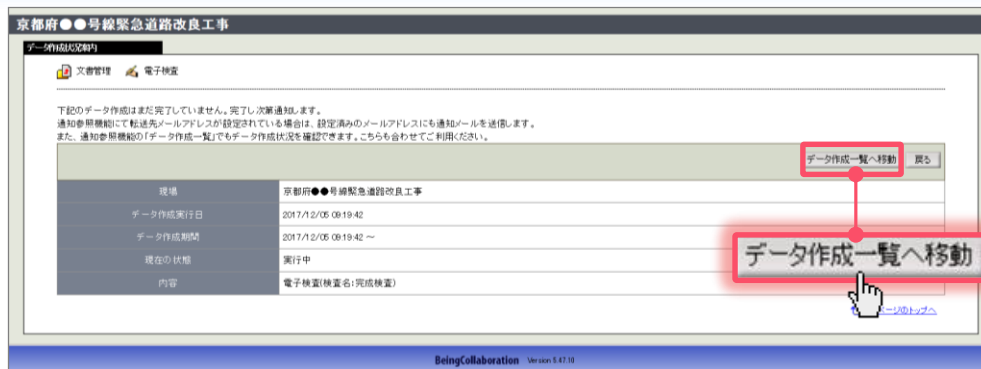 京都府●●号線緊急道路改良工事
データ作成状況案内
文書管理 電子検査
下記のデータ作成はまだ完了していません。完了し次第通知します。
通知参照機能にて転送先メールアドレスが設定されている場合は、設定済みのメールアドレスにも通知メールを送信します。
また、通知参照機能の「データ作成一覧」でもデータ作成状況を確認できます。こちらも合わせてご利用ください。
データ作成一覧へ移動 戻る
現場 京都府●●号線緊急道路改良工事
データ作成実行日 2017/12/05 09:19:42
データ作成期間 2017/12/05 09:19:42 ～
現在の状態 実行中
内容 電子検査(検査名:完成検査)
データ作成一覧へ移動
ページのトップへ
BeingCollaboration Version 5.47.10